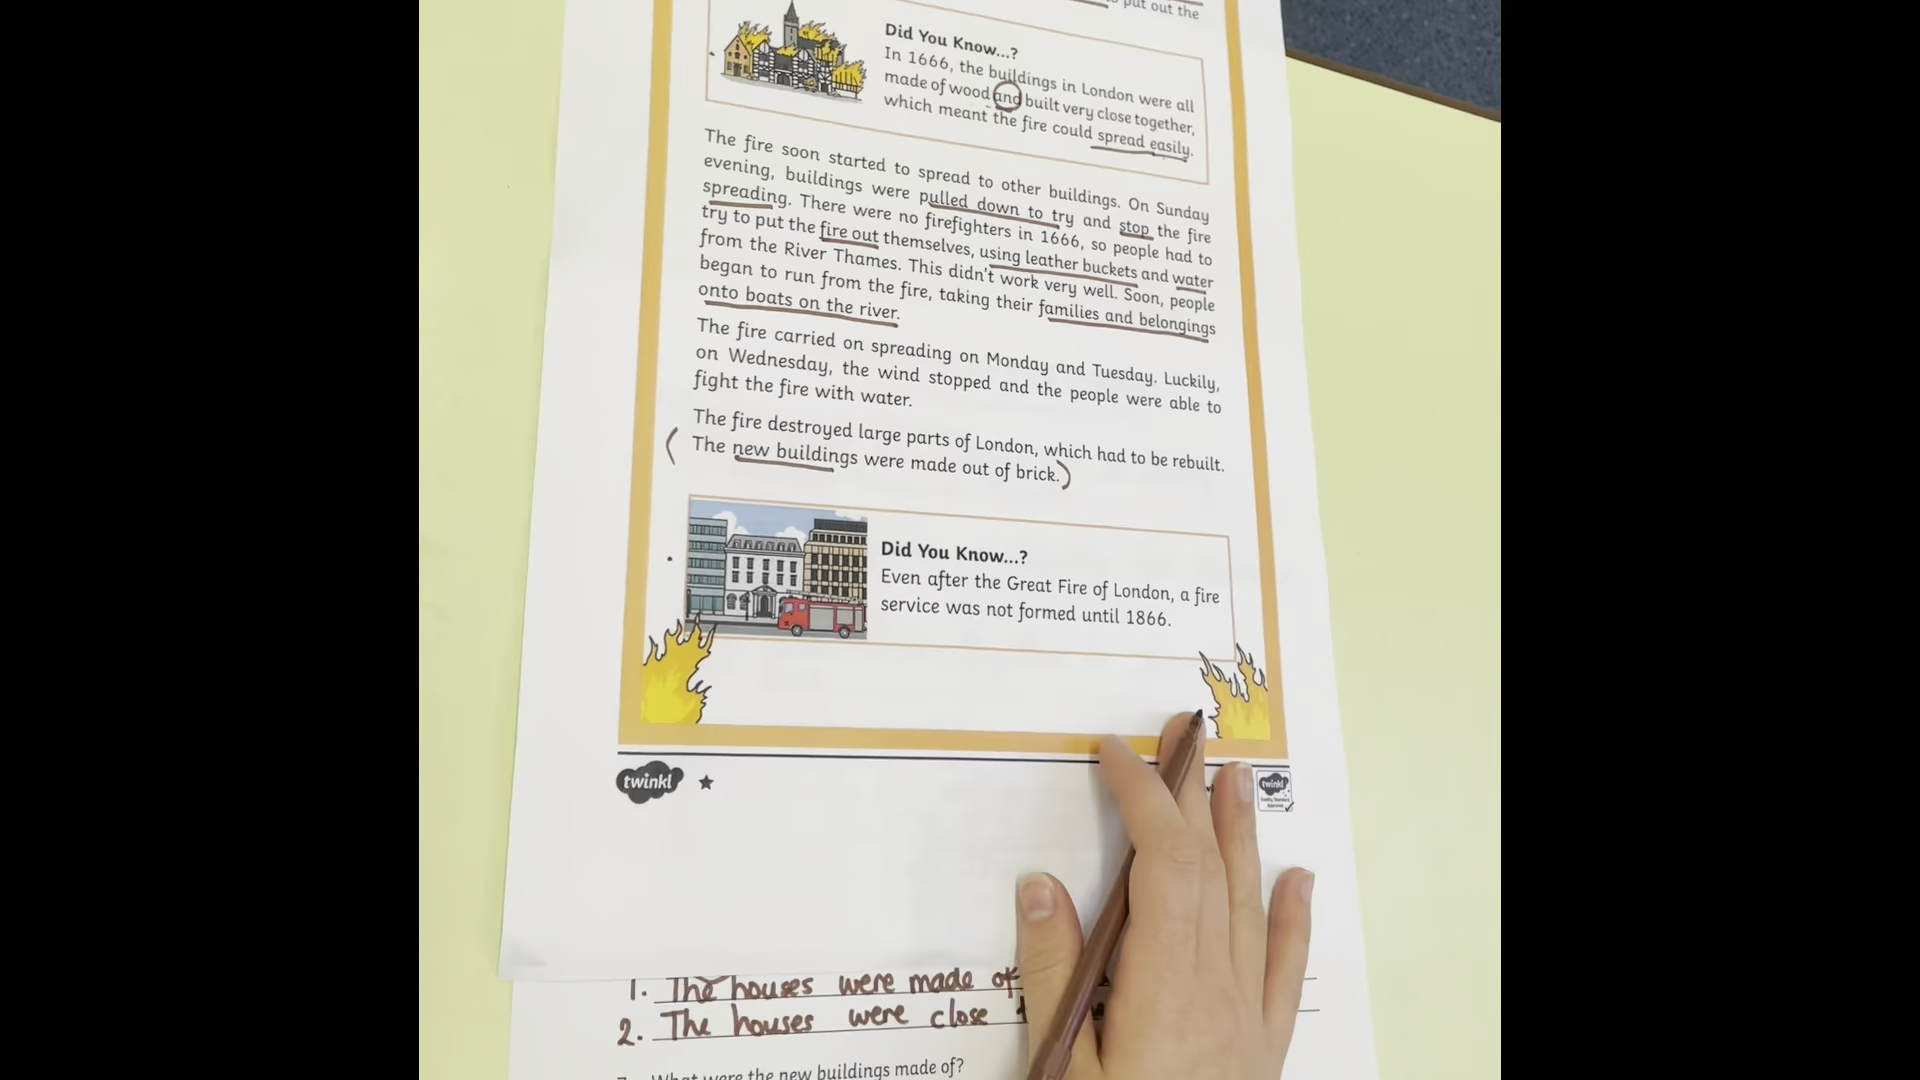 put out the
Did You Know...?
In 1666, the buildings in London were all
made of wood and built very close together,
which meant the fire could spread easily.
The fire soon started to spread to other buildings. On Sunday
evening, buildings were pulled down to try and stop the fire
spreading. There were no firefighters in 1666, so people had to
try to put the fire out themselves, using leather buckets and water
from the River Thames. This didn't work very well. Soon, people
began to run from the fire, taking their families and belongings
onto boats on the river.
The fire carried on spreading on Monday and Tuesday. Luckily,
on Wednesday, the wind stopped and the people were able to
fight the fire with water.
The fire destroyed large parts of London, which had to be rebuilt.
(The new buildings were made out of brick.)
Did You Know...?
Even after the Great Fire of London, a fire
service was not formed until 1866.
twinkl
twinkl
Quality Standard
Approved
1. The houses were made of
2. The houses were close
What were the new buildings made of?